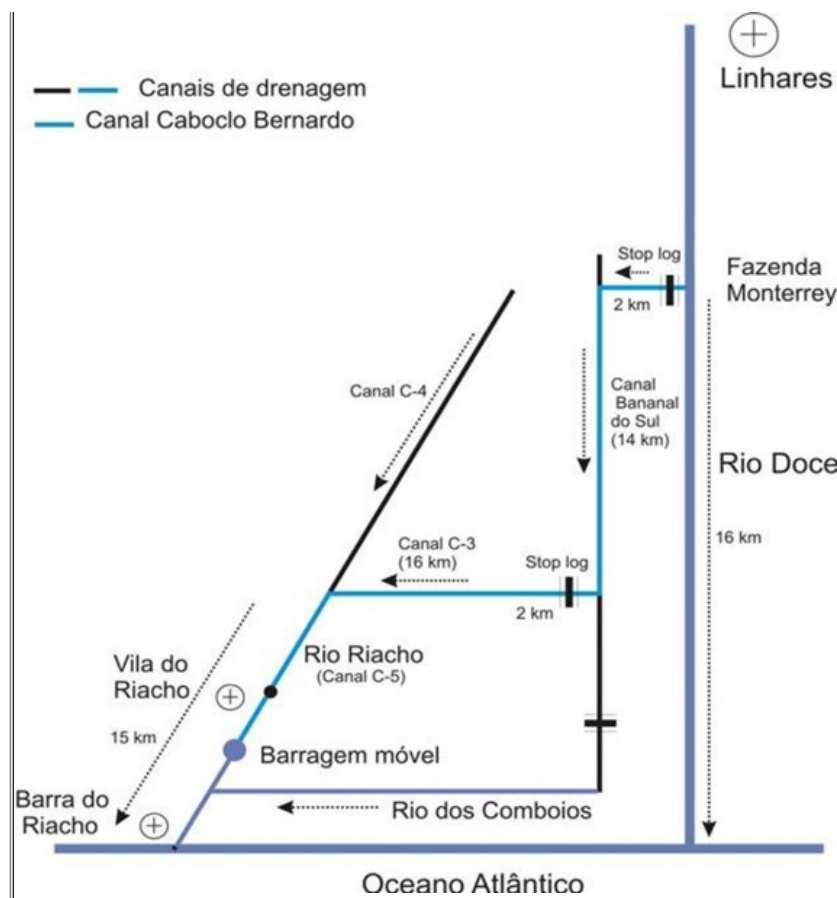 Linhares
Canais de drenagem
Canal Caboclo Bernardo
Stop log
2 km
Fazenda
Monterrey
Canal C-4
Canal
Bananal
do Sul
(14 km)
Rio Doce
16 km
Canal C-3
(16 km)
Stop log
2 km
Vila do
Riacho
Rio Riacho
(Canal C-5)
15 km
Barragem móvel
Barra do
Riacho
Rio dos Comboios
Oceano Atlântico